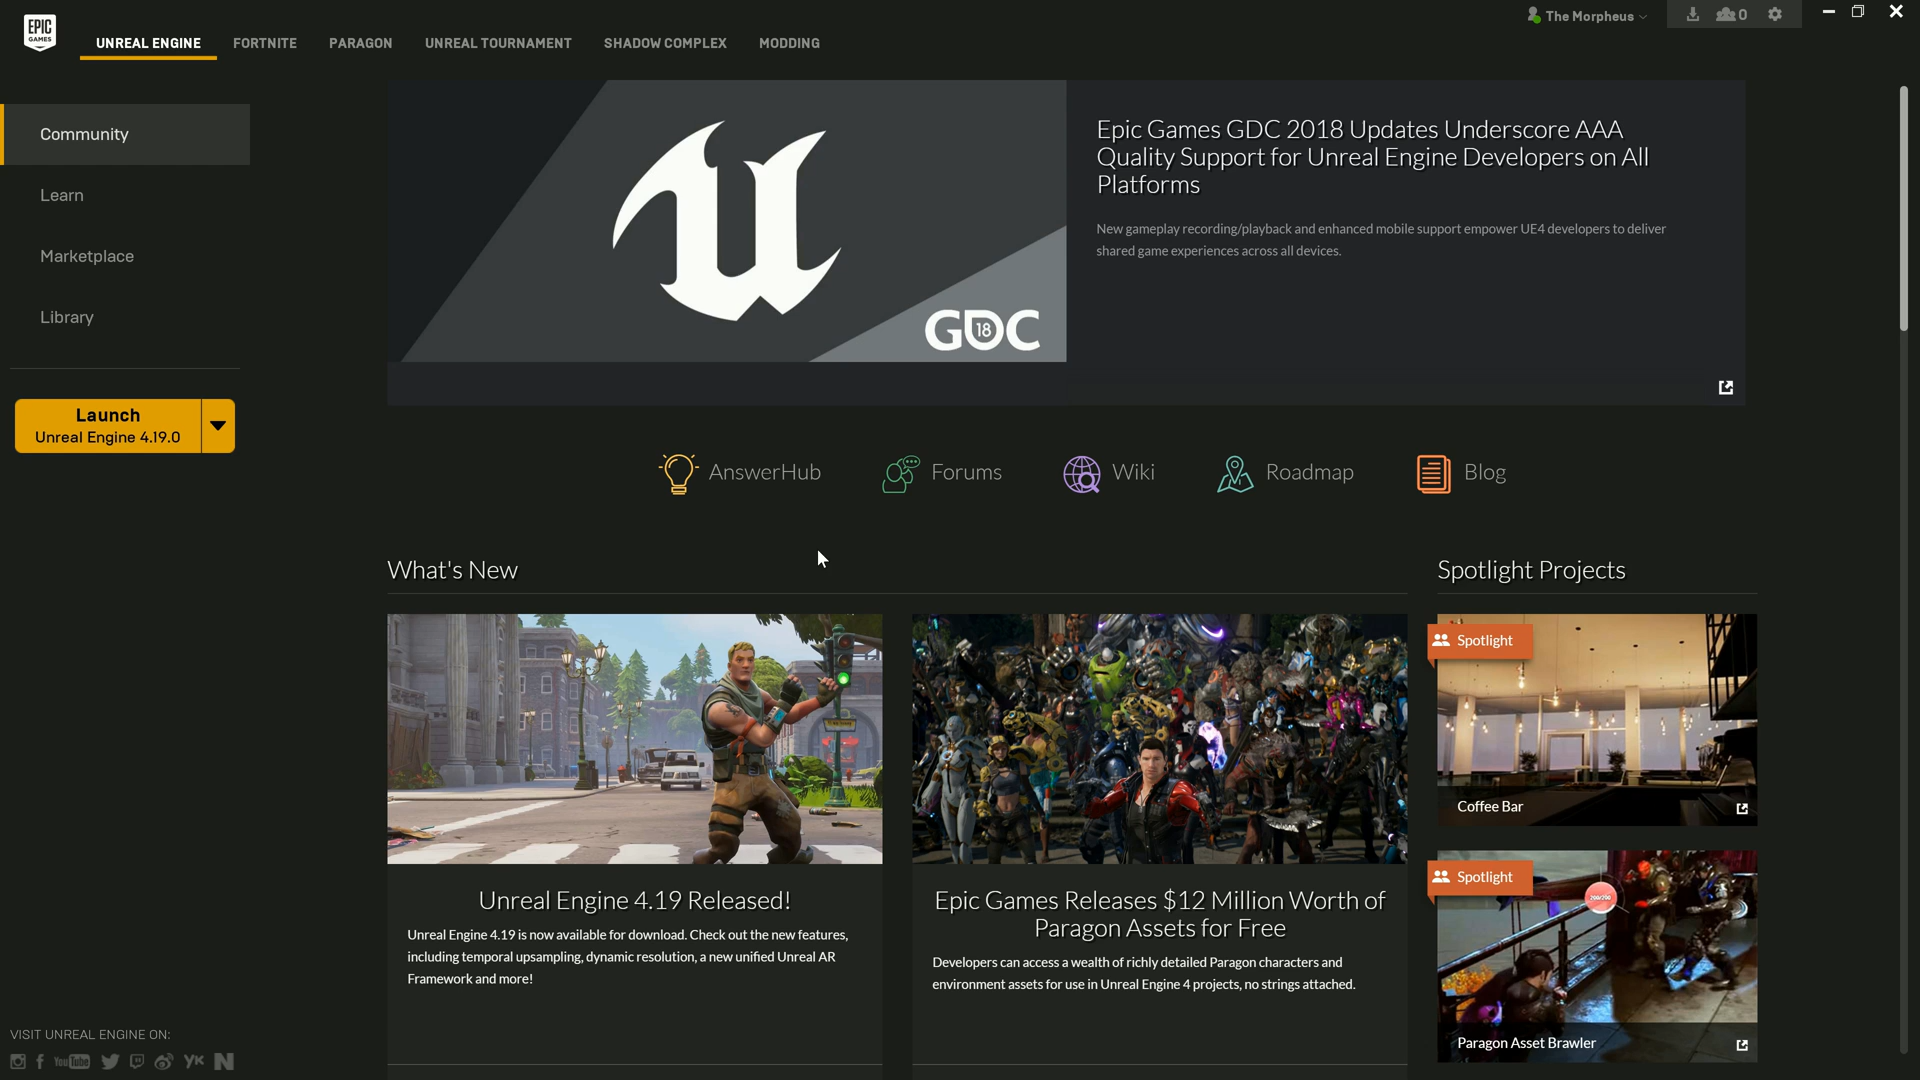 EPIC
GAMES
UNREAL ENGINE
FORTNITE
PARAGON
UNREAL TOURNAMENT
SHADOW COMPLEX
MODDING
The Morpheus
0
Community
Learn
Marketplace
Library
Launch
Unreal Engine 4.19.0
GDC
18
Epic Games GDC 2018 Updates Underscore AAA
Quality Support for Unreal Engine Developers on All
Platforms
New gameplay recording/playback and enhanced mobile support empower UE4 developers to deliver
shared game experiences across all devices.
AnswerHub
Forums
Wiki
Roadmap
Blog
What's New
Unreal Engine 4.19 Released!
Unreal Engine 4.19 is now available for download. Check out the new features,
including temporal upsampling, dynamic resolution, a new unified Unreal AR
Framework and more!
Epic Games Releases $12 Million Worth of
Paragon Assets for Free
Developers can access a wealth of richly detailed Paragon characters and
environment assets for use in Unreal Engine 4 projects, no strings attached.
Spotlight Projects
Spotlight
Coffee Bar
Spotlight
200/200
Paragon Asset Brawler
VISIT UNREAL ENGINE ON:
YouTube